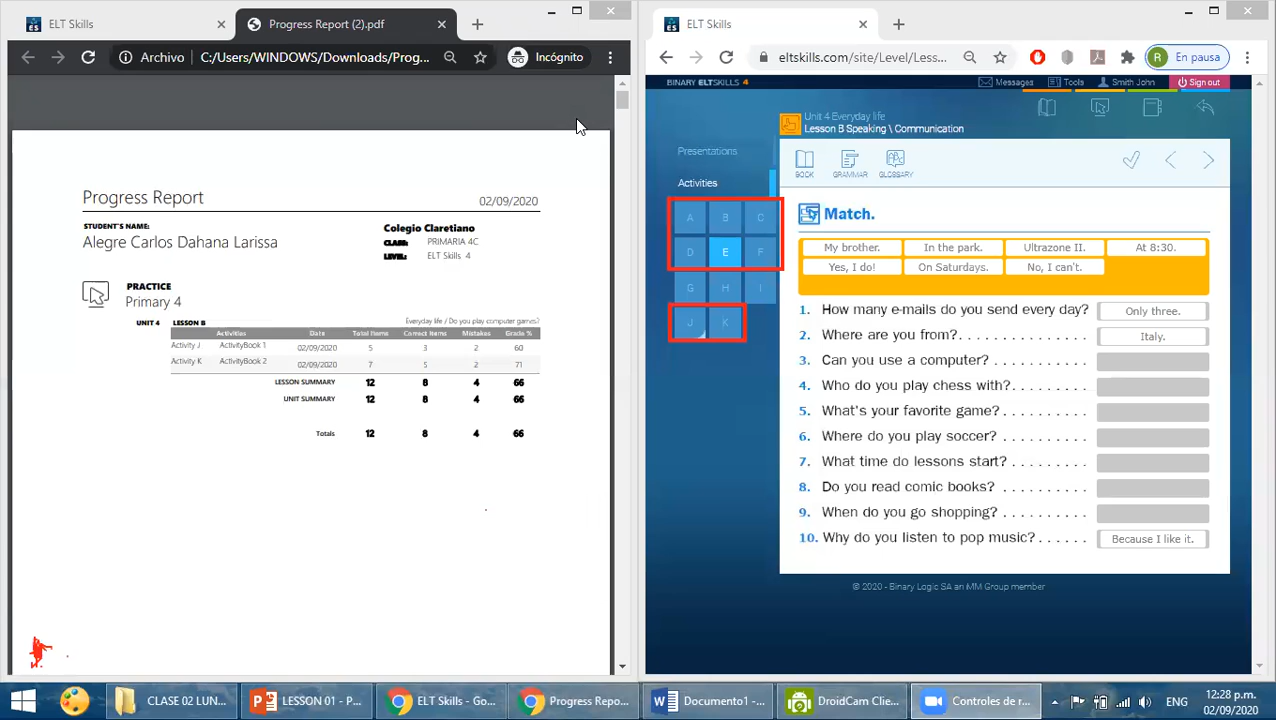 ELT Skills
Progress Report (2).pdf
Archivo
C:/Users/WINDOWS/Downloads/Prog...
Incógnito
Progress Report
02/09/2020
STUDENT'S NAME:
Alegre Carlos Dahana Larissa
Colegio Claretiano
CLASS: PRIMARIA 4C
LEVEL: ELT Skills 4
PRACTICE
Primary 4
UNIT 4 LESSON B Everyday life / Do you play computer games?
Activities Date Total Items Correct Items Mistakes Grade %
Activity J ActivityBook 1 02/09/2020 5 3 2 60
Activity K ActivityBook 2 02/09/2020 7 5 2 71
LESSON SUMMARY 12 8 4 66
UNIT SUMMARY 12 8 4 66
Totals 12 8 4 66
ELT Skills
eltskills.com/site/Level/Less...
R En pausa
BINARY ELTSKILLS 4
Messages Tools Smith John Sign out
Unit 4 Everyday life
Lesson B Speaking \ Communication
Presentations
Activities
A B C
D E F
G H I
J K
BOOK GRAMMAR GLOSSARY
Match.
My brother. In the park. Ultrazone II. At 8:30.
Yes, I do! On Saturdays. No, I can't.
1. How many e-mails do you send every day? Only three.
2. Where are you from? . . . . . . . . . . . . . Italy.
3. Can you use a computer? . . . . . . . . . .
4. Who do you play chess with? . . . . . . . .
5. What's your favorite game? . . . . . . . . .
6. Where do you play soccer? . . . . . . . . . .
7. What time do lessons start? . . . . . . . . .
8. Do you read comic books? . . . . . . . . . .
9. When do you go shopping? . . . . . . . . . .
10. Why do you listen to pop music? . . . . . . Because I like it.
© 2020 - Binary Logic SA an MM Group member
CLASE 02 LUN...
LESSON 01 - P...
ELT Skills - Go...
Progress Repo...
Documento1 -...
DroidCam Clie...
Controles de r...
ENG
12:28 p.m.
02/09/2020